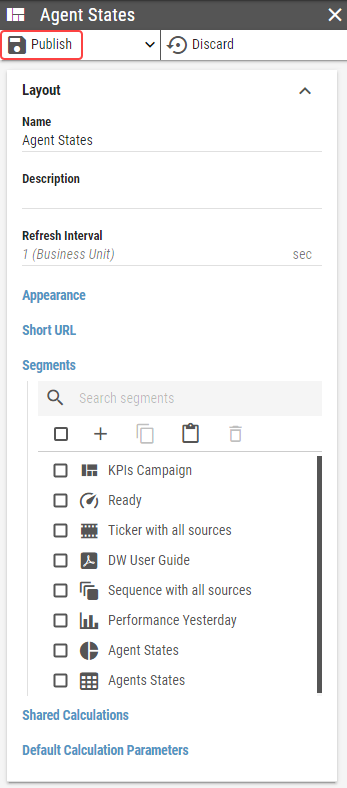 Agent States
Publish
Discard
Layout
Name
Agent States
Description
Refresh Interval
1 (Business Unit) sec
Appearance
Short URL
Segments
Search segments
KPIs Campaign
Ready
Ticker with all sources
DW User Guide
Sequence with all sources
Performance Yesterday
Agent States
Agents States
Shared Calculations
Default Calculation Parameters